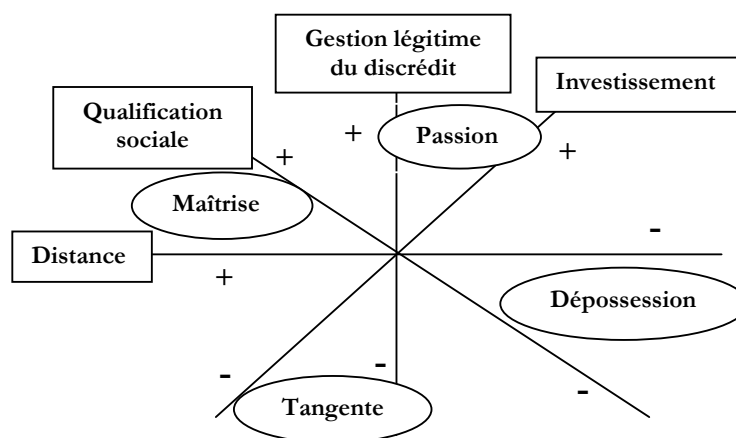 Gestion légitime
du discrédit
Investissement
Qualification
sociale
+
Passion
+
+
Maîtrise
Distance
+
-
Dépossession
-
-
-
Tangente